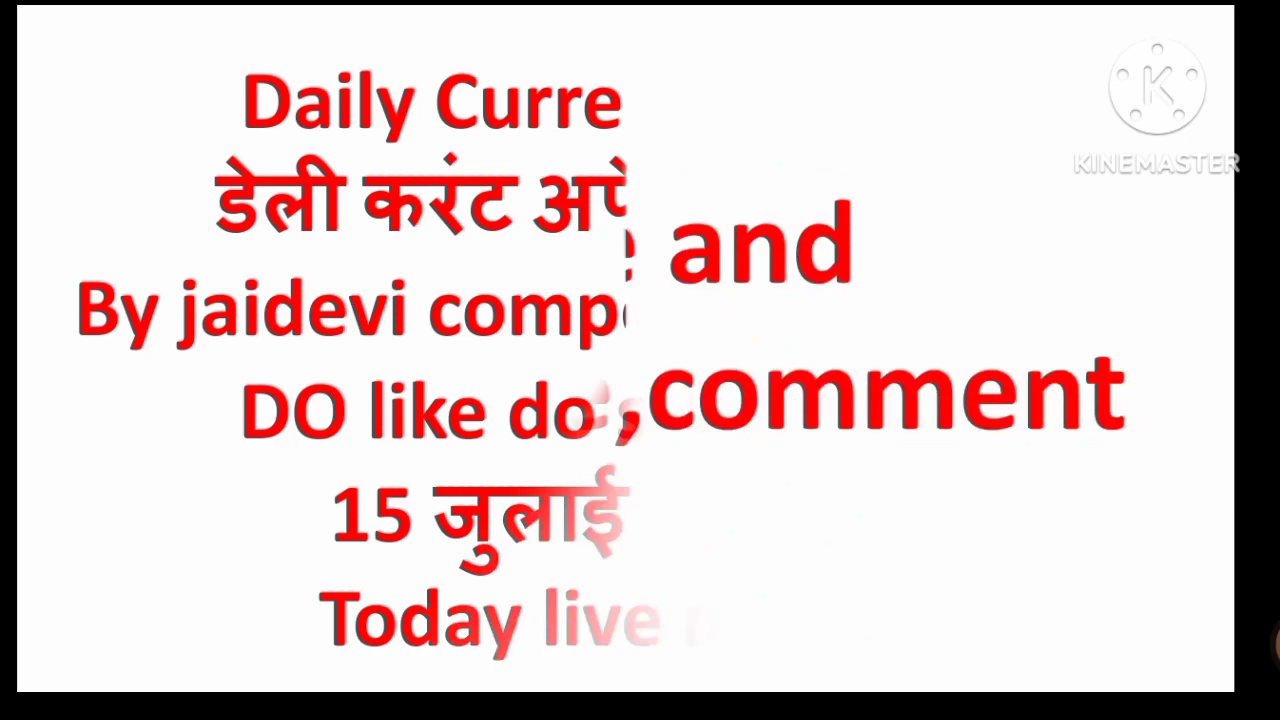 Daily Curre
डेली करंट अ
By jaidevi comp
DO like do
15 जुलाई
Today live
and
,comment
KINEMASTER